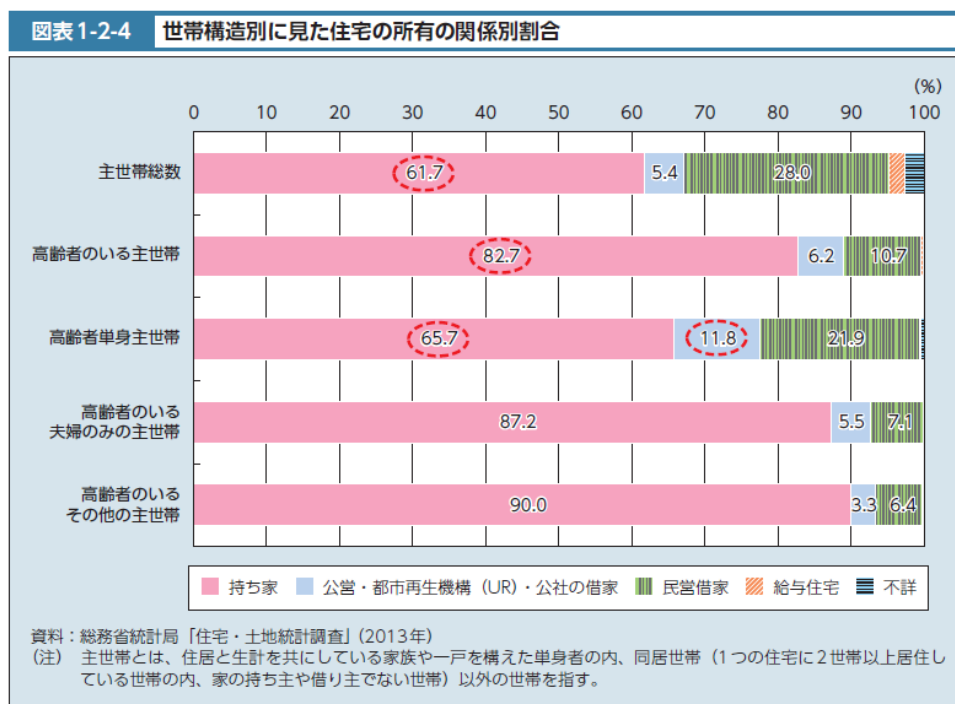 図表1-2-4 世帯構造別に見た住宅の所有の関係別割合
(%)
0 10 20 30 40 50 60 70 80 90 100
主世帯総数 61.7 5.4 28.0
高齢者のいる主世帯 82.7 6.2 10.7
高齢者単身主世帯 65.7 11.8 21.9
高齢者のいる
夫婦のみの主世帯 87.2 5.5 7.1
高齢者のいる
その他の主世帯 90.0 3.3 6.4
持ち家 公営・都市再生機構(UR)・公社の借家 民営借家 給与住宅 不詳
資料:総務省統計局「住宅・土地統計調査」(2013年)
(注) 主世帯とは、住居と生計を共にしている家族や一戸を構えた単身者の内、同居世帯(1つの住宅に2世帯以上居住し
ている世帯の内、家の持ち主や借り主でない世帯)以外の世帯を指す。